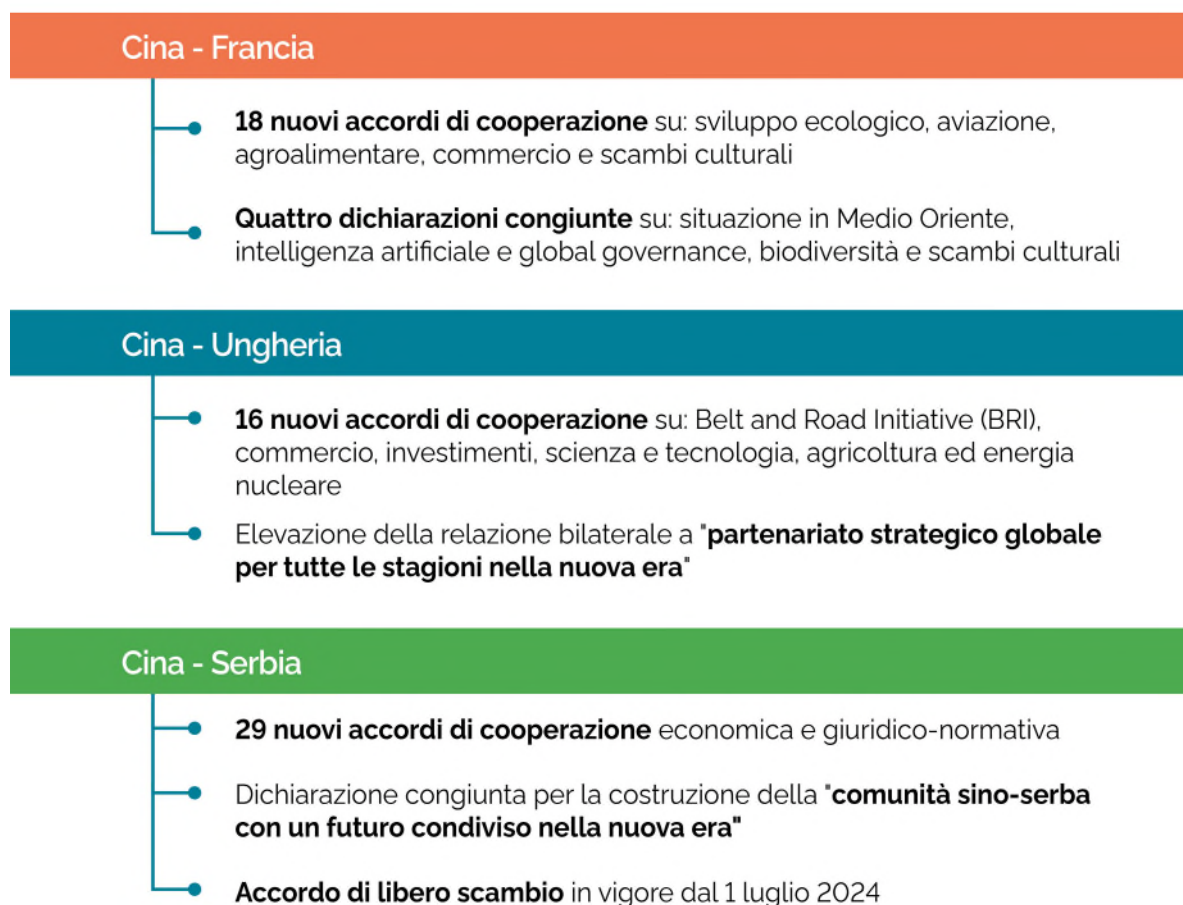 Cina - Francia
18 nuovi accordi di cooperazione su: sviluppo ecologico, aviazione,
agroalimentare, commercio e scambi culturali
Quattro dichiarazioni congiunte su: situazione in Medio Oriente,
intelligenza artificiale e global governance, biodiversità e scambi culturali
Cina - Ungheria
16 nuovi accordi di cooperazione su: Belt and Road Initiative (BRI),
commercio, investimenti, scienza e tecnologia, agricoltura ed energia
nucleare
Elevazione della relazione bilaterale a "partenariato strategico globale
per tutte le stagioni nella nuova era"
Cina - Serbia
29 nuovi accordi di cooperazione economica e giuridico-normativa
Dichiarazione congiunta per la costruzione della "comunità sino-serba
con un futuro condiviso nella nuova era"
Accordo di libero scambio in vigore dal 1 luglio 2024